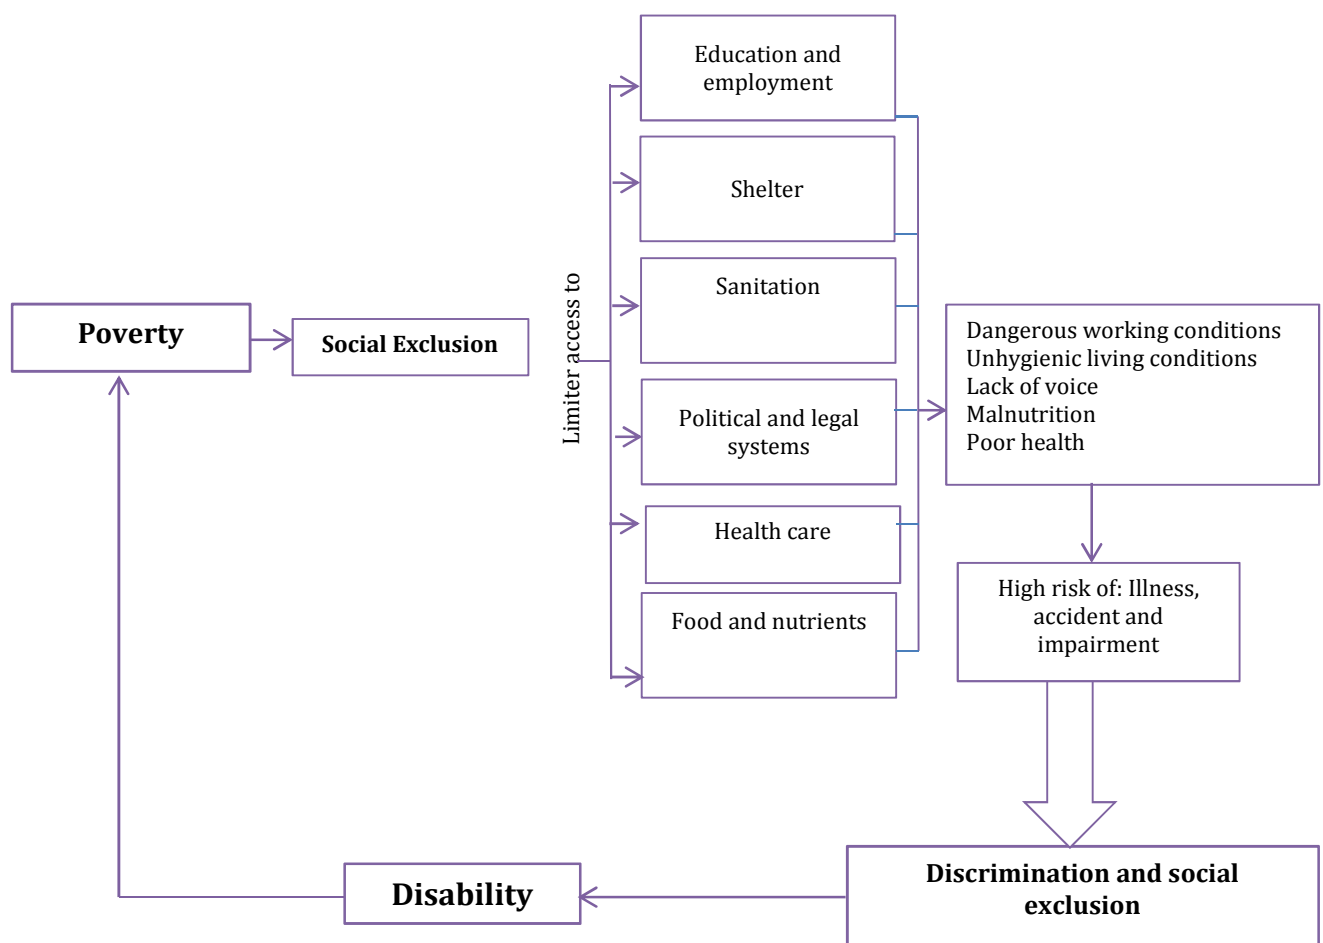 Poverty
Social Exclusion
Limiter access to
Education and
employment
Shelter
Sanitation
Political and legal
systems
Health care
Food and nutrients
Dangerous working conditions
Unhygienic living conditions
Lack of voice
Malnutrition
Poor health
High risk of: Illness,
accident and
impairment
Discrimination and social
exclusion
Disability